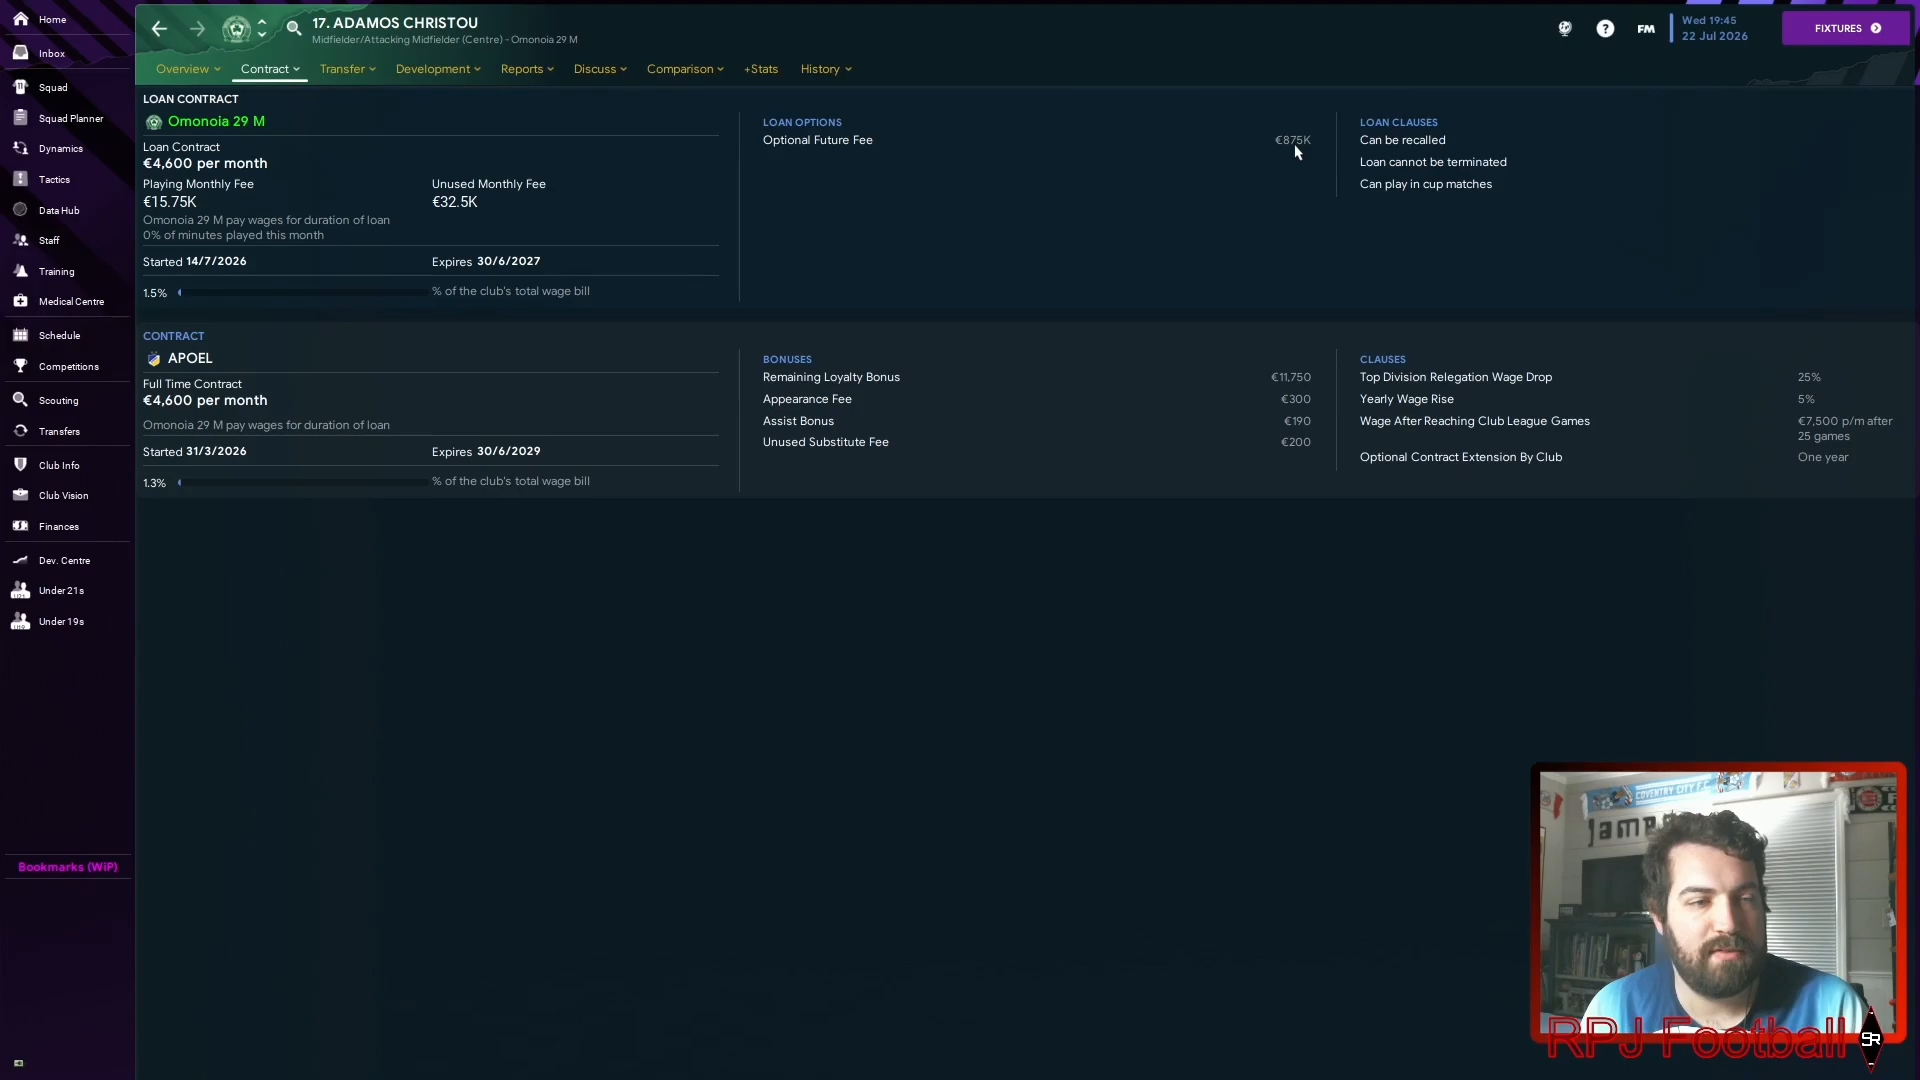 Home
Inbox
Squad
Squad Planner
Dynamics
Tactics
Data Hub
Staff
Training
Medical Centre
Schedule
Competitions
Scouting
Transfers
Club Info
Club Vision
Finances
Dev. Centre
Under 21s
Under 19s
Bookmarks (WiP)
17. ADAMOS CHRISTOU
Midfielder/Attacking Midfielder (Centre) - Omonoia 29 M
FM
Wed 19:45
22 Jul 2026
FIXTURES
Overview Contract Transfer Development Reports Discuss Comparison +Stats History
LOAN CONTRACT
Omonoia 29 M
Loan Contract
€4,600 per month
Playing Monthly Fee Unused Monthly Fee
€15.75K €32.5K
Omonoia 29 M pay wages for duration of loan
0% of minutes played this month
Started 14/7/2026 Expires 30/6/2027
1.5% % of the club's total wage bill
LOAN OPTIONS
Optional Future Fee €875K
LOAN CLAUSES
Can be recalled
Loan cannot be terminated
Can play in cup matches
CONTRACT
APOEL
Full Time Contract
€4,600 per month
Omonoia 29 M pay wages for duration of loan
Started 31/3/2026 Expires 30/6/2029
1.3% % of the club's total wage bill
BONUSES
Remaining Loyalty Bonus €11,750
Appearance Fee €300
Assist Bonus €190
Unused Substitute Fee €200
CLAUSES
Top Division Relegation Wage Drop 25%
Yearly Wage Rise 5%
Wage After Reaching Club League Games €7,500 p/m after
25 games
Optional Contract Extension By Club One year
COVENTRY CITY F.C.
RPJ Football